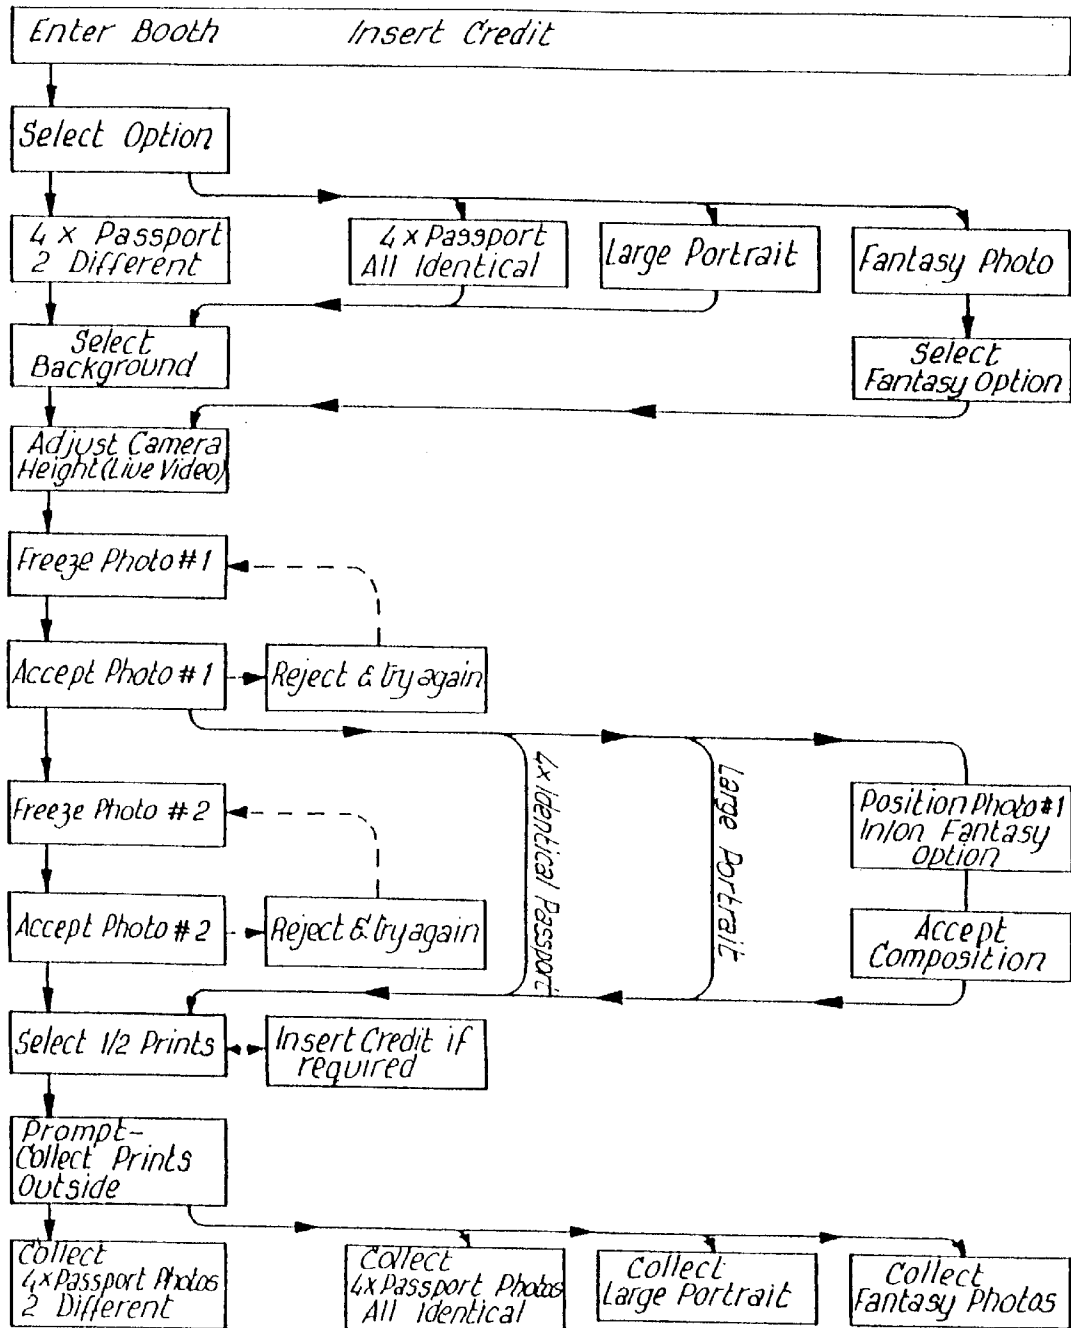 Enter Booth Insert Credit
Select Option
4 x Passport
2 Different
4 x Passport
All Identical
Large Portrait
Fantasy Photo
Select
Background
Select
Fantasy Option
Adjust Camera
Height (Live Video)
Freeze Photo #1
Accept Photo #1
Reject & try again
4x Identical Passport
Large Portrait
Freeze Photo #2
Position Photo #1
In/on Fantasy
Option
Accept Photo #2
Reject & try again
Accept
Composition
Select 1/2 Prints
Insert Credit if
required
Prompt-
Collect Prints
Outside
Collect
4x Passport Photos
2 Different
Collect
4x Passport Photos
All Identical
Collect
Large Portrait
Collect
Fantasy Photos